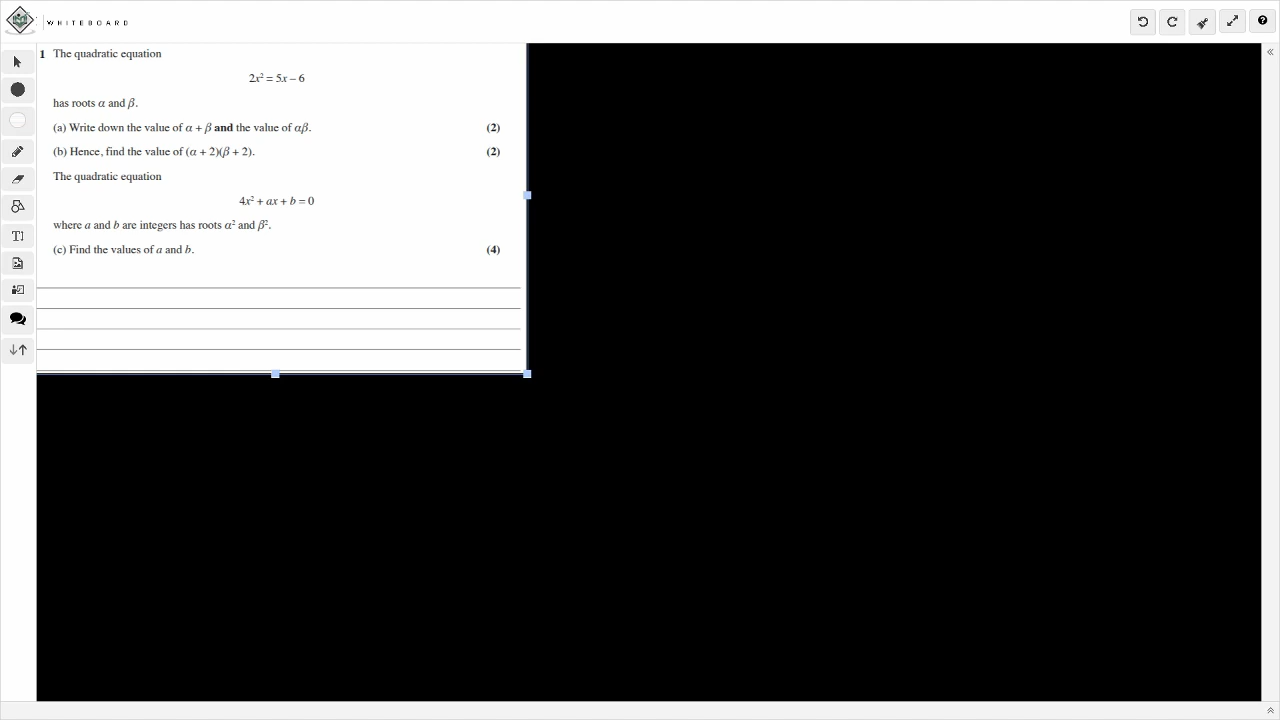 WHITEBOARD
1 The quadratic equation
2x² = 5x – 6
has roots α and β.
(a) Write down the value of α + β and the value of αβ. (2)
(b) Hence, find the value of (α + 2)(β + 2). (2)
The quadratic equation
4x² + ax + b = 0
where a and b are integers has roots α² and β².
(c) Find the values of a and b. (4)